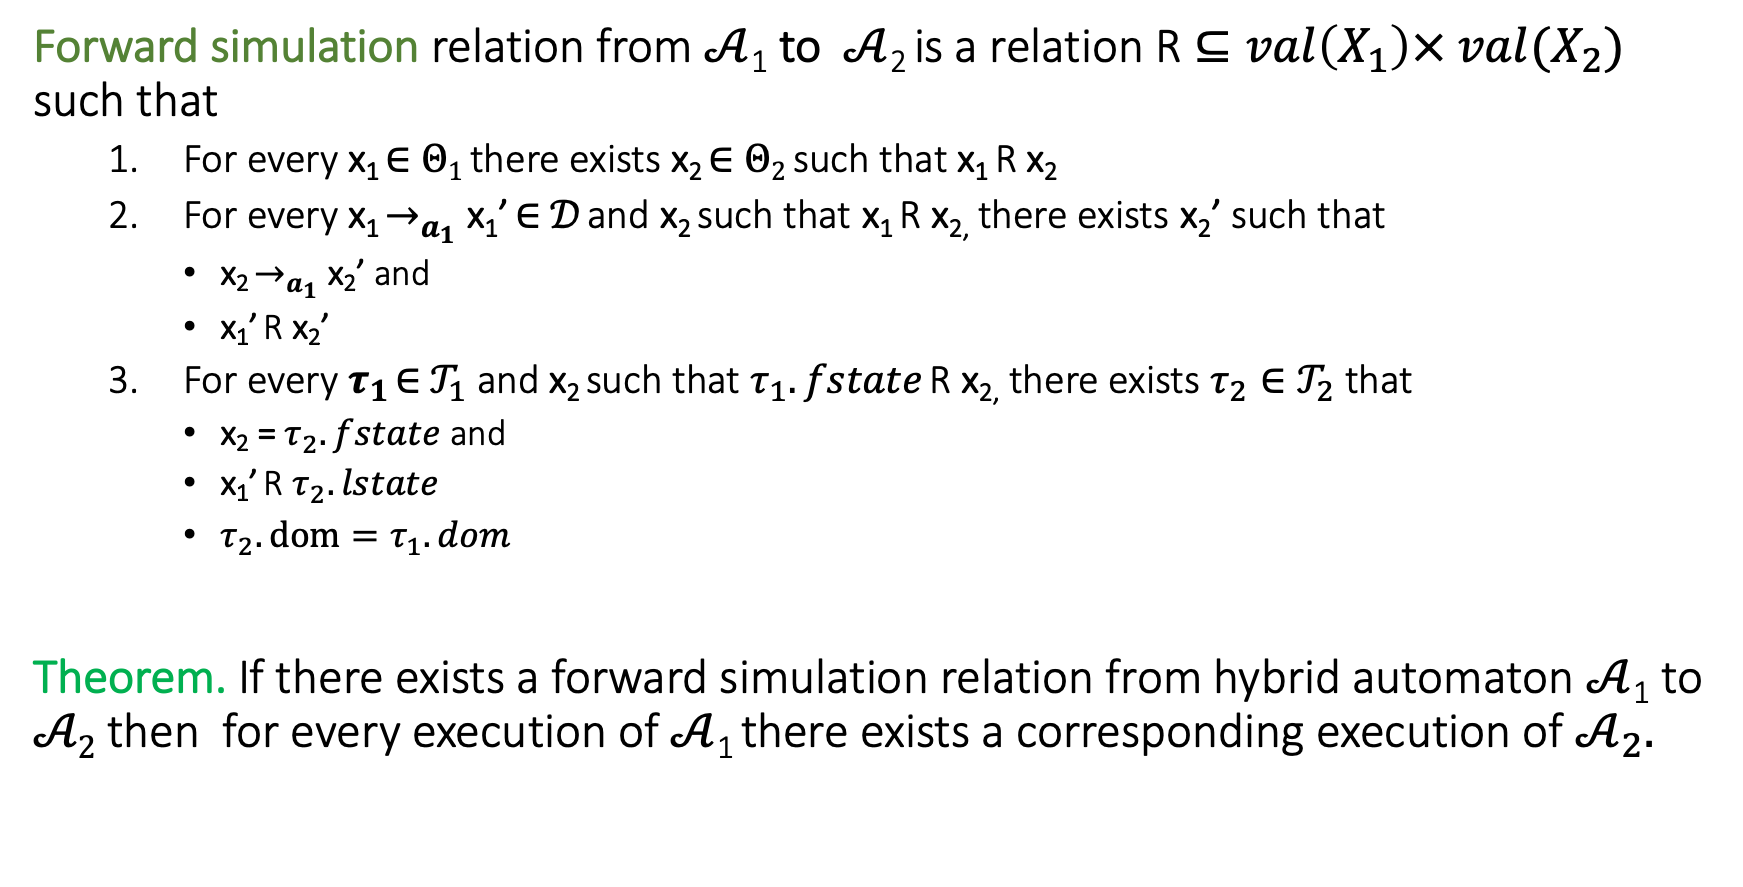 Forward simulation relation from 𝒜₁ to 𝒜₂ is a relation R ⊆ val(X₁)× val(X₂)
such that
1. For every x₁ ∈ Θ₁ there exists x₂ ∈ Θ₂ such that x₁ R x₂
2. For every x₁ →ₐ₁ x₁’ ∈ 𝒟 and x₂ such that x₁ R x₂, there exists x₂’ such that
• x₂ →ₐ₁ x₂’ and
• x₁’ R x₂’
3. For every τ₁ ∈ 𝒯₁ and x₂ such that τ₁. fstate R x₂, there exists τ₂ ∈ 𝒯₂ that
• x₂ = τ₂. fstate and
• x₁’ R τ₂. lstate
• τ₂. dom = τ₁. dom
Theorem. If there exists a forward simulation relation from hybrid automaton 𝒜₁ to
𝒜₂ then for every execution of 𝒜₁ there exists a corresponding execution of 𝒜₂.